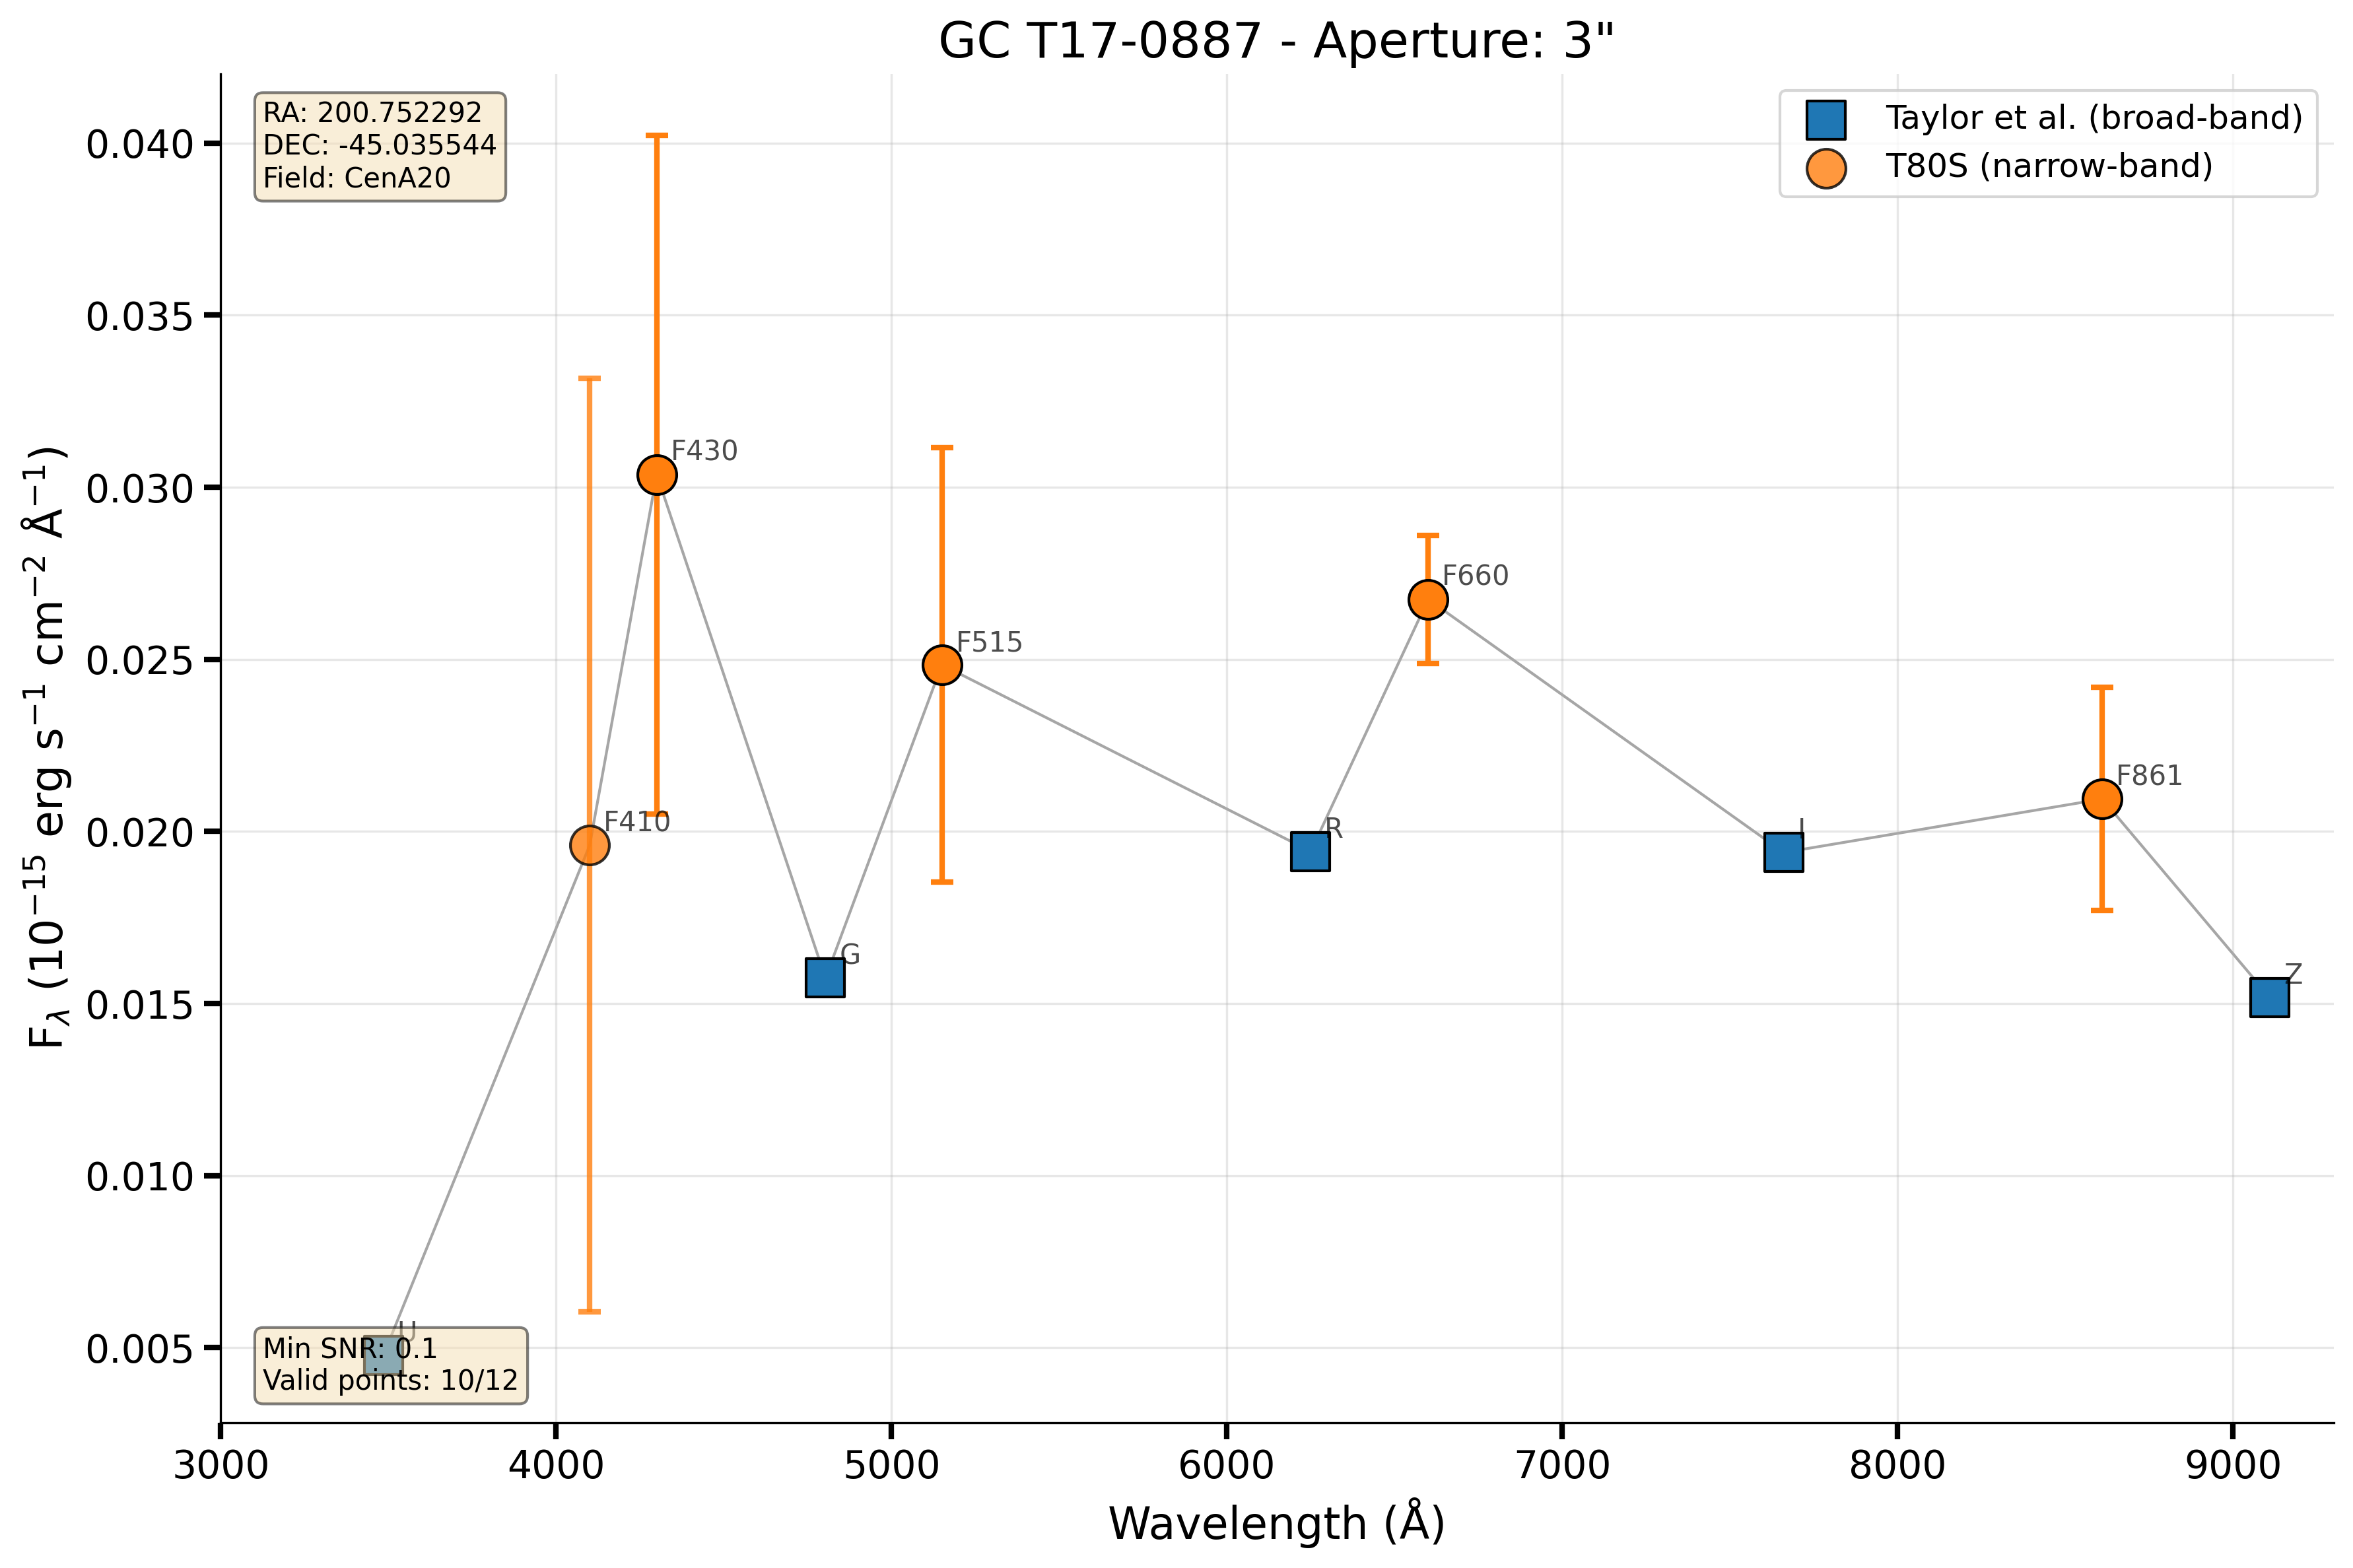 GC T17-0887 - Aperture: 3"
RA: 200.752292
DEC: -45.035544
Field: CenA20
Taylor et al. (broad-band)
T80S (narrow-band)
F_λ (10⁻¹⁵ erg s⁻¹ cm⁻² Å⁻¹)
0.040
0.035
0.030
0.025
0.020
0.015
0.010
0.005
F430
F660
F515
F861
F410
R
I
G
Z
U
Min SNR: 0.1
Valid points: 10/12
3000
4000
5000
6000
7000
8000
9000
Wavelength (Å)